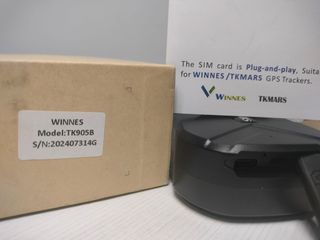 WINNES
Model:TK905B
S/N:202407314G
The SIM card is Plug-and-play, Suita
for WINNES/TKMARS GPS Trackers.
WINNES TKMARS